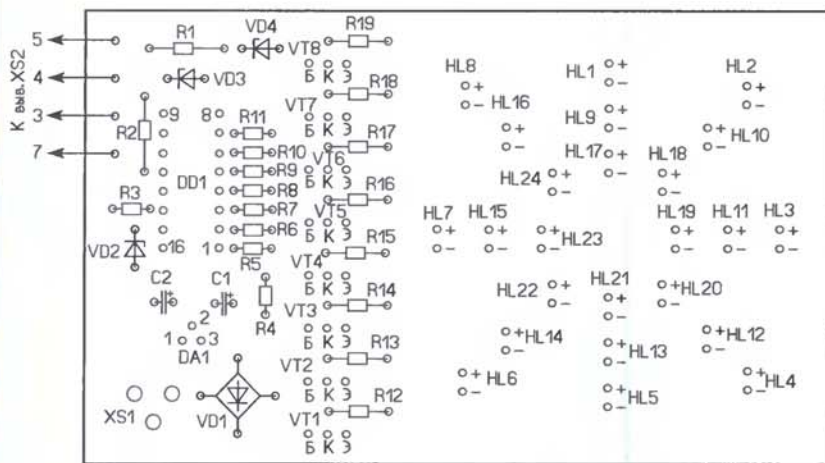 К выв. XS2
5
4
3
7
R1
VD4
VD3
R2
9
8
R11
R10
R9
R8
R7
R6
R5
DD1
R3
VD2
16
1
C2
C1
R4
2
1
3
DA1
XS1
VD1
R19
VT8
Б К Э
R18
VT7
Б К Э
R17
VT6
Б К Э
R16
VT5
Б К Э
R15
VT4
Б К Э
R14
VT3
Б К Э
R13
VT2
Б К Э
R12
VT1
Б К Э
HL8
+
−
HL1
+
−
HL2
+
−
HL16
+
−
HL9
+
−
HL10
+
−
HL17
+
−
HL24
+
−
HL18
+
−
HL7
+
−
HL15
+
−
HL23
+
−
HL19
+
−
HL11
+
−
HL3
+
−
HL22
+
−
HL21
+
−
HL20
+
−
HL14
+
−
HL13
+
−
HL12
+
−
HL6
+
−
HL5
+
−
HL4
+
−